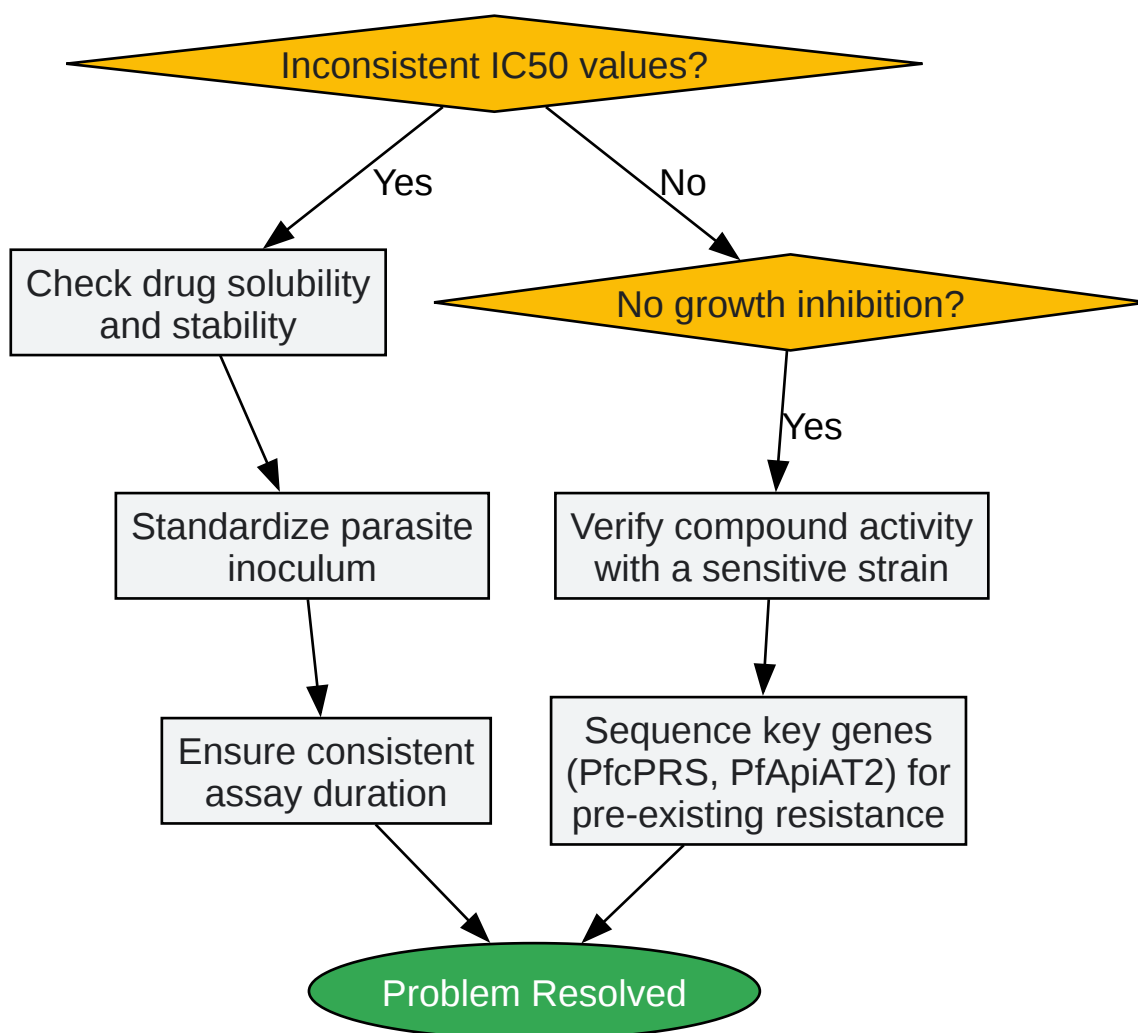 Inconsistent IC50 values?
Yes
No
Check drug solubility
and stability
No growth inhibition?
Yes
Standardize parasite
inoculum
Verify compound activity
with a sensitive strain
Ensure consistent
assay duration
Sequence key genes
(PfcPRS, PfApiAT2) for
pre-existing resistance
Problem Resolved